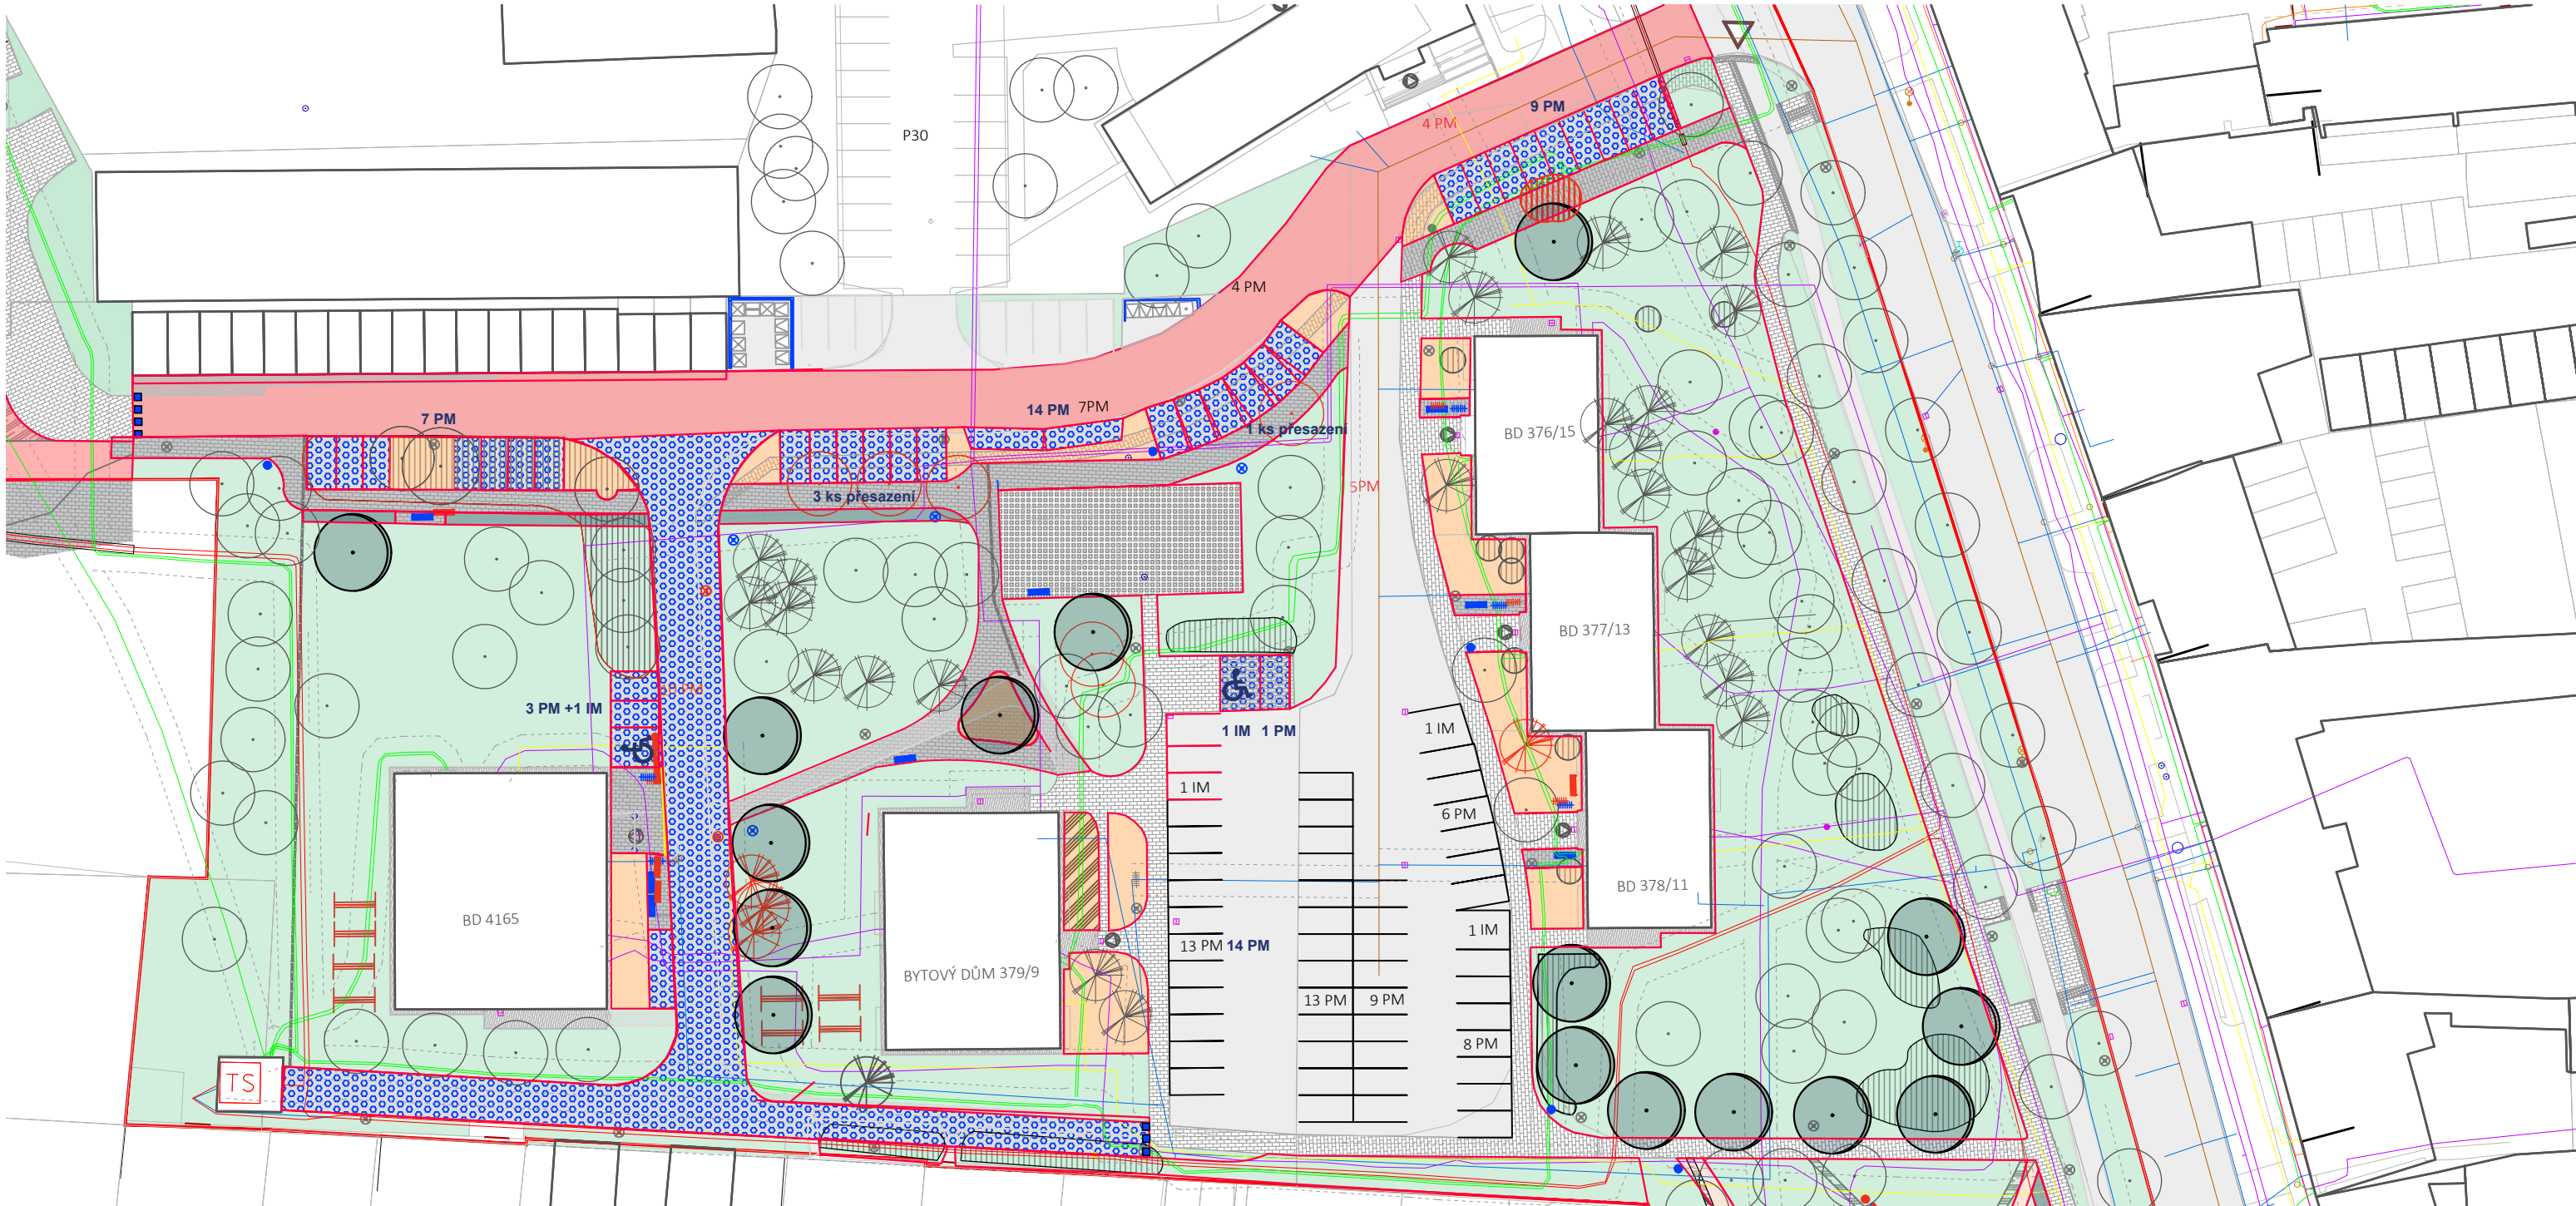 9 PM
4 PM
P30
4 PM
7 PM
14 PM
7PM
1 ks přesazení
BD 376/15
5PM
3 ks přesazení
BD 377/13
3 PM +1 IM
1 IM
1 PM
1 IM
1 IM
6 PM
BD 378/11
BD 4165
1 IM
13 PM
14 PM
BYTOVÝ DŮM 379/9
13 PM
9 PM
8 PM
TS